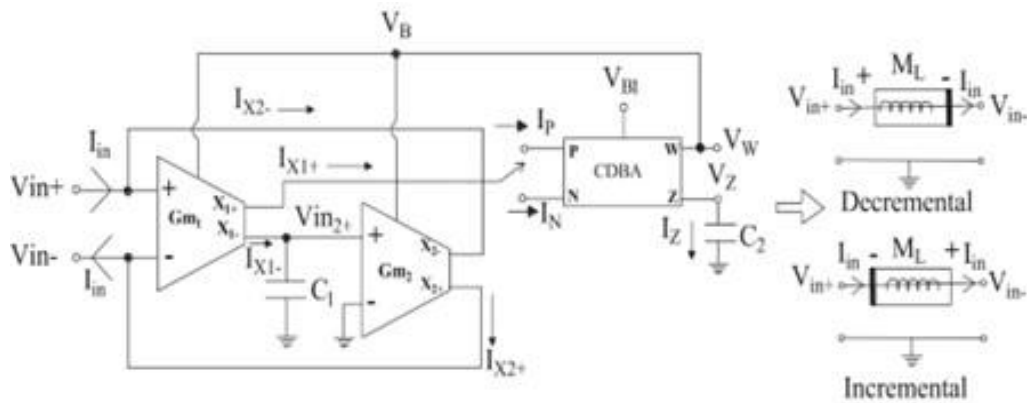 V_B
I_X2-
V_BI
I_P
I_in
I_X1+
P
W
V_W
Vin+
+
X_1+
CDBA
V_Z
Gm_1
X_1-
Vin_2+
N
Z
I_N
Vin-
-
I_X1-
+
X_2-
I_Z
C_2
I_in
Gm_2
C_1
-
X_2-
I_X2+
M_L
I_in + - I_in
V_in+ V_in-
Decremental
M_L
I_in - + I_in
V_in+ V_in-
Incremental